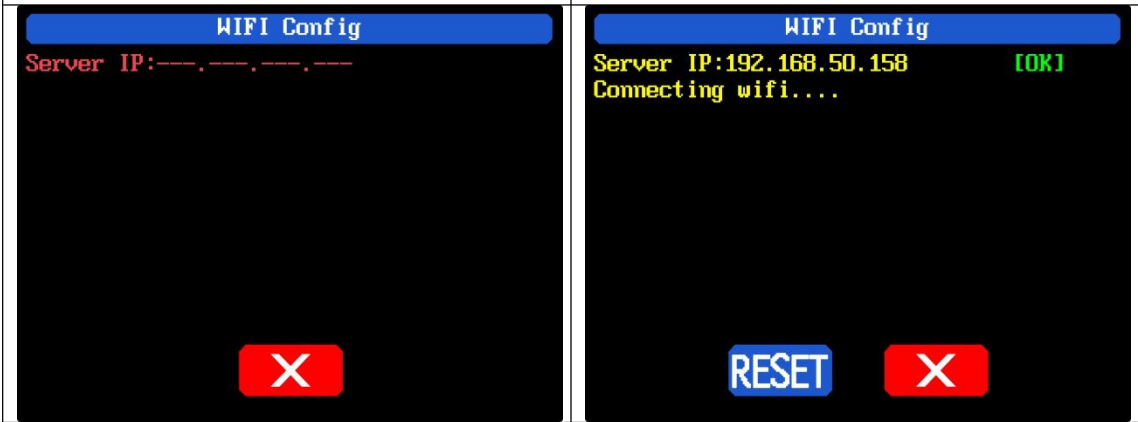 WIFI Config
Server IP:---.---.---.---
X
WIFI Config
Server IP:192.168.50.158 [OK]
Connecting wifi....
RESET X